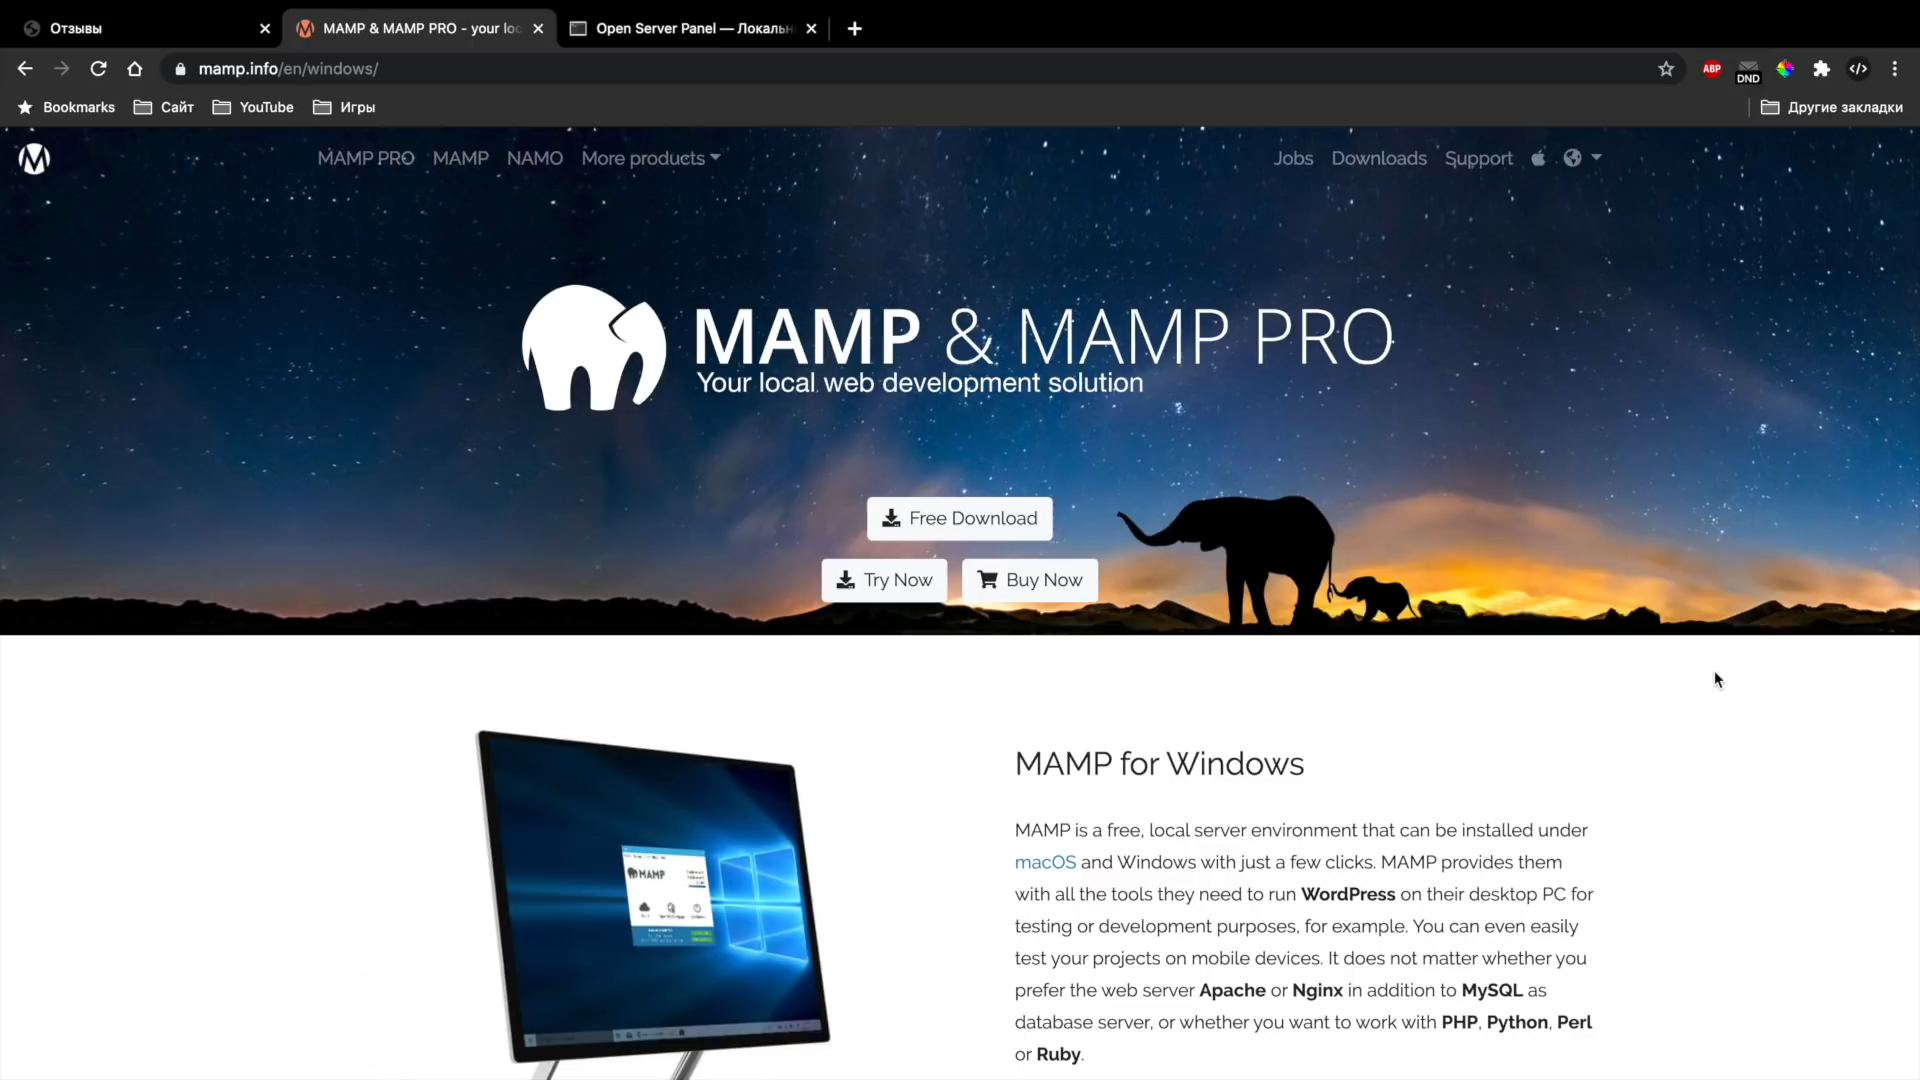 Отзывы
MAMP & MAMP PRO - your loc
Open Server Panel — Локальн
mamp.info/en/windows/
ABP
DND
Bookmarks
Сайт
YouTube
Игры
Другие закладки
MAMP PRO
MAMP
NAMO
More products
Jobs
Downloads
Support
MAMP & MAMP PRO
Your local web development solution
Free Download
Try Now
Buy Now
MAMP
MAMP for Windows
MAMP is a free, local server environment that can be installed under
macOS and Windows with just a few clicks. MAMP provides them
with all the tools they need to run WordPress on their desktop PC for
testing or development purposes, for example. You can even easily
test your projects on mobile devices. It does not matter whether you
prefer the web server Apache or Nginx in addition to MySQL as
database server, or whether you want to work with PHP, Python, Perl
or Ruby.